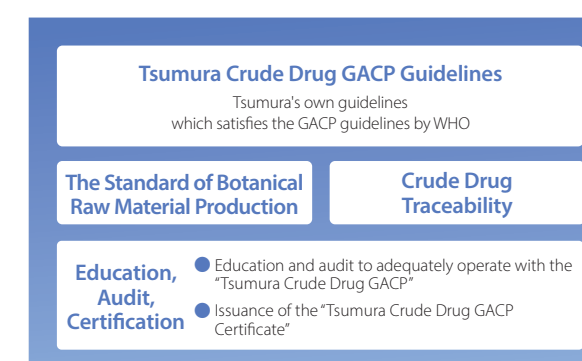 Tsumura Crude Drug GACP Guidelines
Tsumura's own guidelines
which satisfies the GACP guidelines by WHO
The Standard of Botanical
Raw Material Production
Crude Drug
Traceability
Education,
Audit,
Certification
● Education and audit to adequately operate with the
“Tsumura Crude Drug GACP”
● Issuance of the “Tsumura Crude Drug GACP
Certificate”